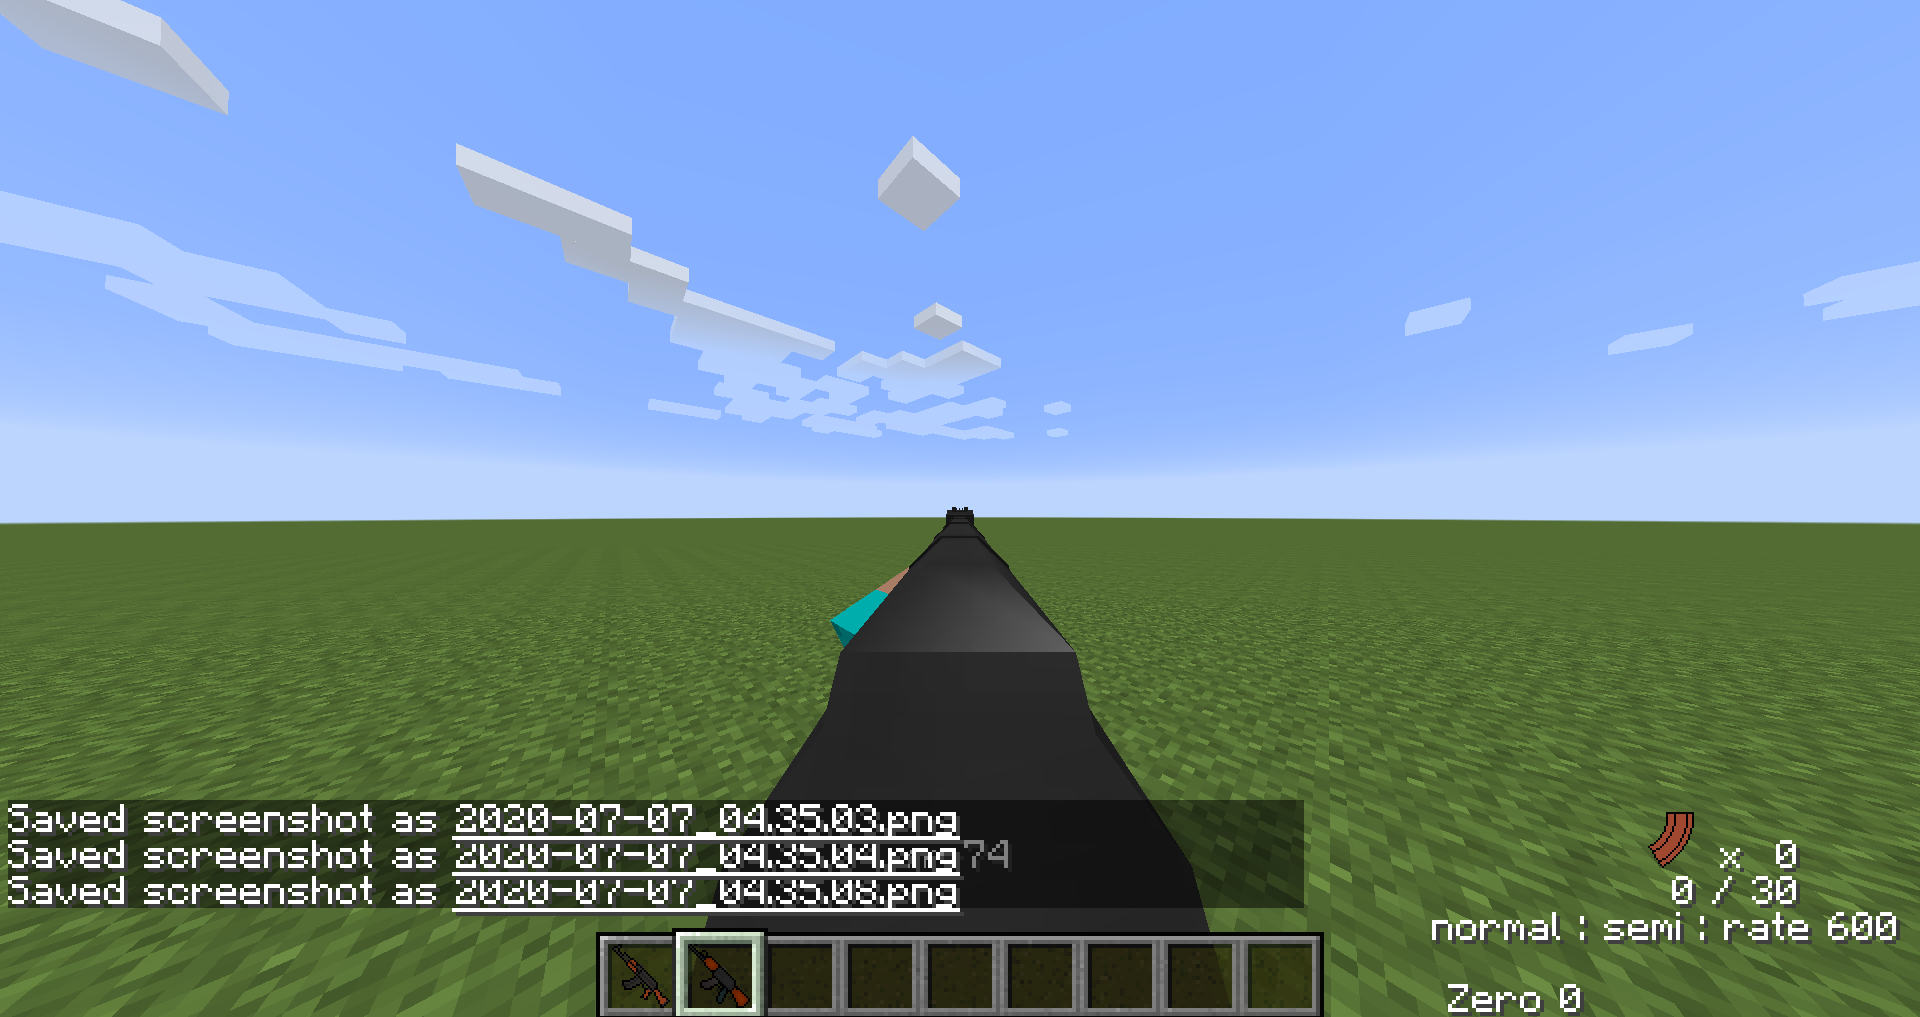 Saved screenshot as 2020-07-07_04.35.03.png
Saved screenshot as 2020-07-07_04.35.04.png
74
Saved screenshot as 2020-07-07_04.35.08.png
x 0
0 / 30
normal : semi : rate 600
Zero 0